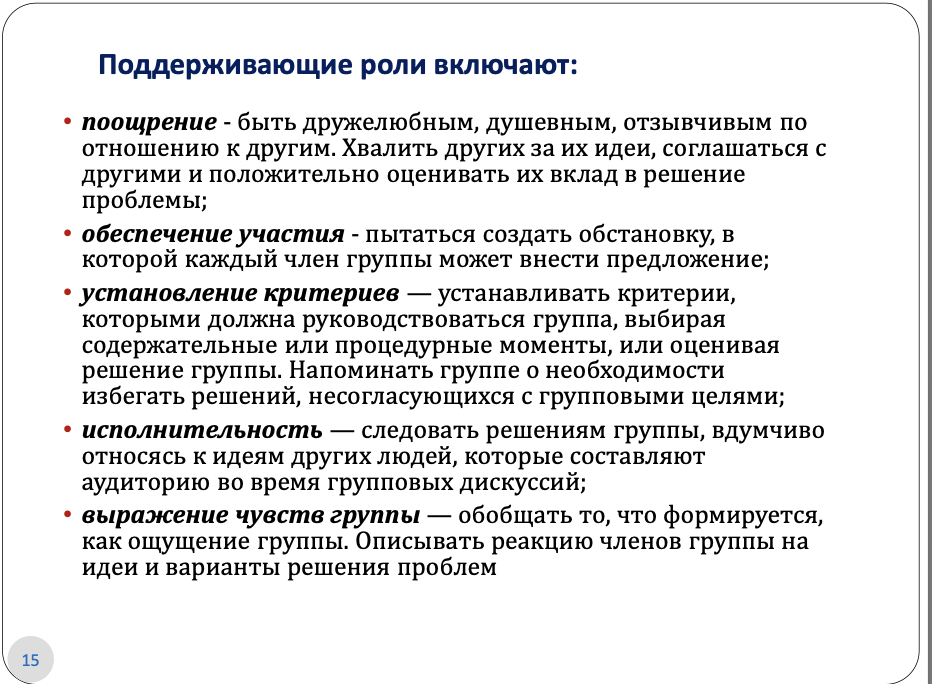 Поддерживающие роли включают:
• поощрение - быть дружелюбным, душевным, отзывчивым по
отношению к другим. Хвалить других за их идеи, соглашаться с
другими и положительно оценивать их вклад в решение
проблемы;
• обеспечение участия - пытаться создать обстановку, в
которой каждый член группы может внести предложение;
• установление критериев — устанавливать критерии,
которыми должна руководствоваться группа, выбирая
содержательные или процедурные моменты, или оценивая
решение группы. Напоминать группе о необходимости
избегать решений, несогласующихся с групповыми целями;
• исполнительность — следовать решениям группы, вдумчиво
относясь к идеям других людей, которые составляют
аудиторию во время групповых дискуссий;
• выражение чувств группы — обобщать то, что формируется,
как ощущение группы. Описывать реакцию членов группы на
идеи и варианты решения проблем
15